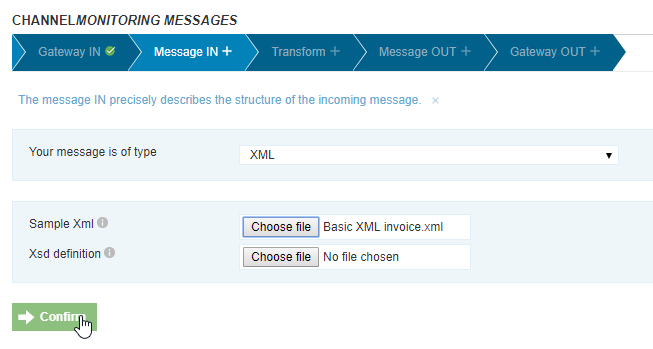 CHANNELMONITORING MESSAGES
Gateway IN Message IN + Transform + Message OUT + Gateway OUT +
The message IN precisely describes the structure of the incoming message. ×
Your message is of type XML
Sample Xml Choose file Basic XML invoice.xml
Xsd definition Choose file No file chosen
Confirm